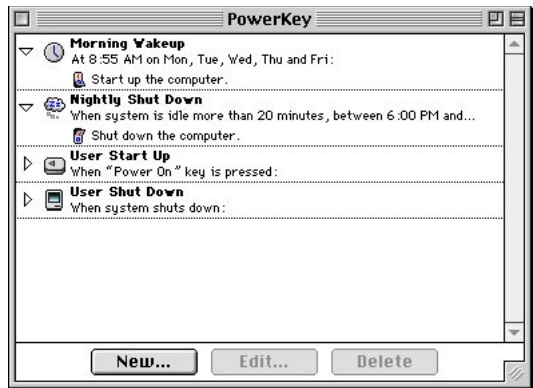 PowerKey
Morning Wakeup
At 8:55 AM on Mon, Tue, Wed, Thu and Fri:
Start up the computer.
Nightly Shut Down
When system is idle more than 20 minutes, between 6:00 PM and...
Shut down the computer.
User Start Up
When "Power On" key is pressed:
User Shut Down
When system shuts down:
New... Edit... Delete